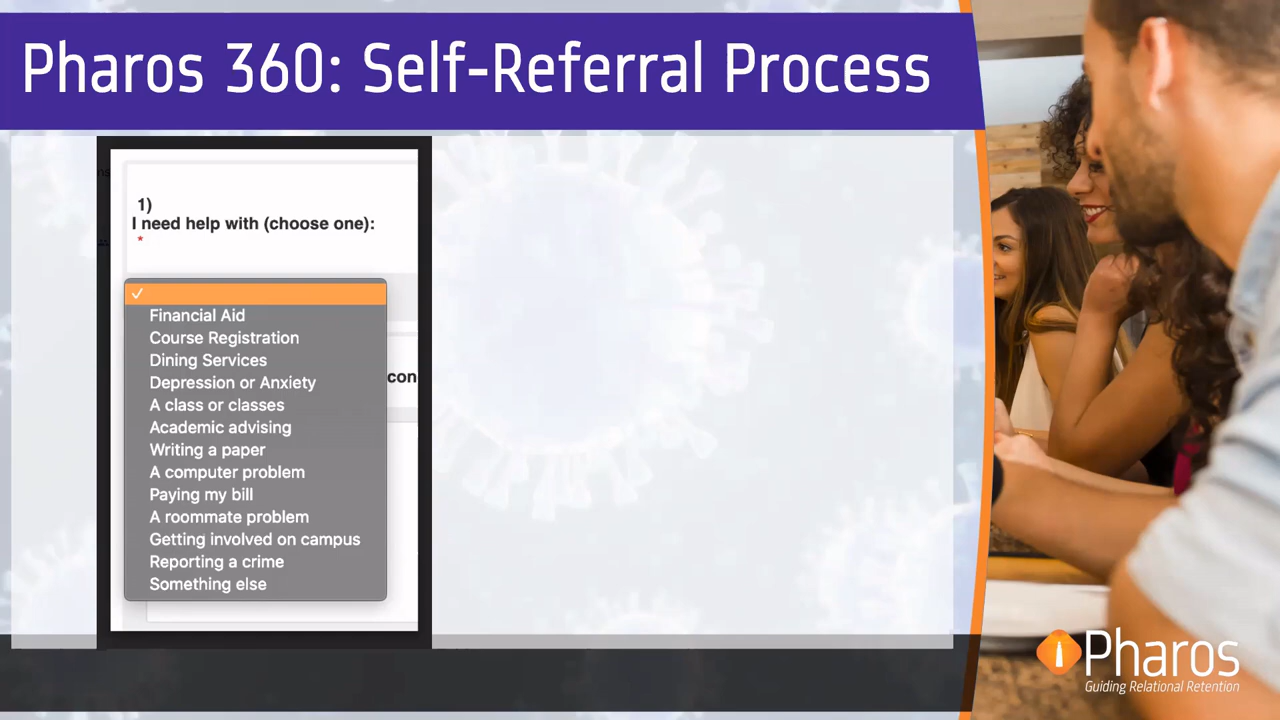 Pharos 360: Self-Referral Process
ns
1)
I need help with (choose one):
*
✓
Financial Aid
Course Registration
Dining Services
Depression or Anxiety
con
A class or classes
Academic advising
Writing a paper
A computer problem
Paying my bill
A roommate problem
Getting involved on campus
Reporting a crime
Something else
Pharos
Guiding Relational Retention